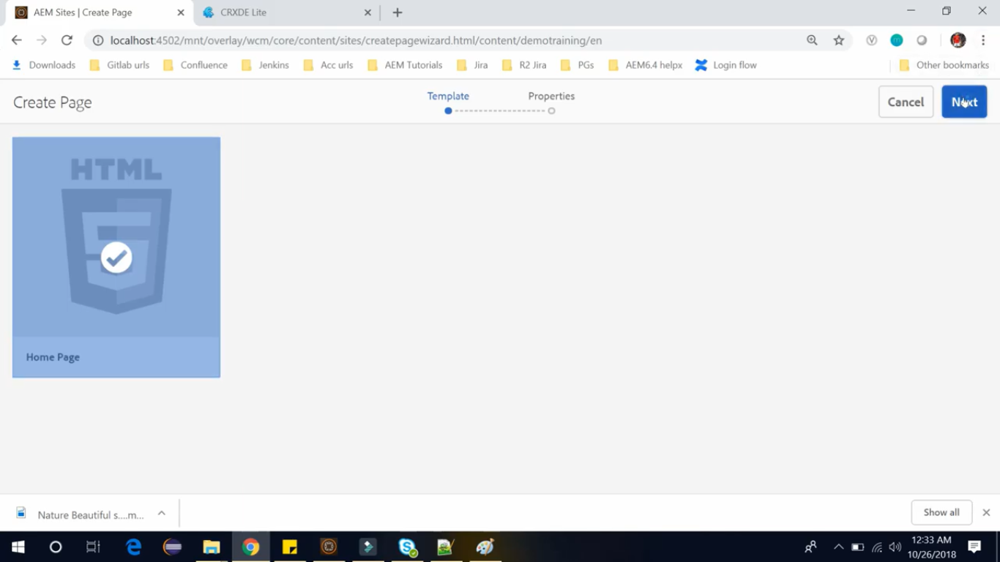 AEM Sites | Create Page
CRXDE Lite
localhost:4502/mnt/overlay/wcm/core/content/sites/createpagewizard.html/content/demotraining/en
Downloads Gitlab urls Confluence Jenkins Acc urls AEM Tutorials Jira R2 Jira PGs AEM6.4 helpx Login flow Other bookmarks
Create Page
Template
Properties
Cancel
Next
HTML
Home Page
Nature Beautiful s....m...
Show all
12:33 AM
10/26/2018